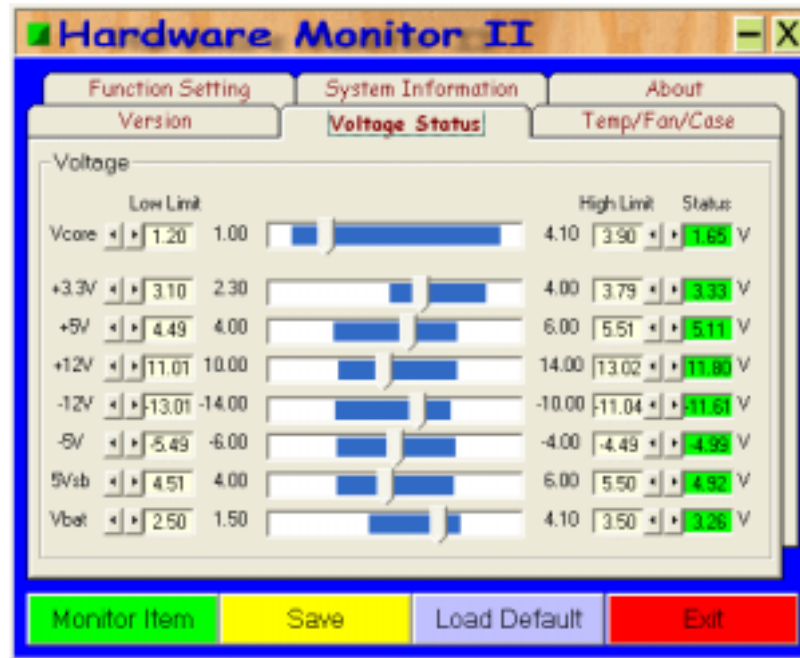 Hardware Monitor II
– X
Function Setting System Information About
Version Voltage Status Temp/Fan/Case
Voltage
Low Limit High Limit Status
Vcore 1.20 1.00 4.10 3.90 1.65 V
+3.3V 3.10 2.30 4.00 3.79 3.33 V
+5V 4.49 4.00 6.00 5.51 5.11 V
+12V 11.01 10.00 14.00 13.02 11.80 V
-12V -13.01 -14.00 -10.00 -11.04 -11.61 V
-5V -5.49 -6.00 -4.00 -4.49 -4.99 V
5Vsb 4.51 4.00 6.00 5.50 4.92 V
Vbat 2.50 1.50 4.10 3.50 3.26 V
Monitor Item Save Load Default Exit